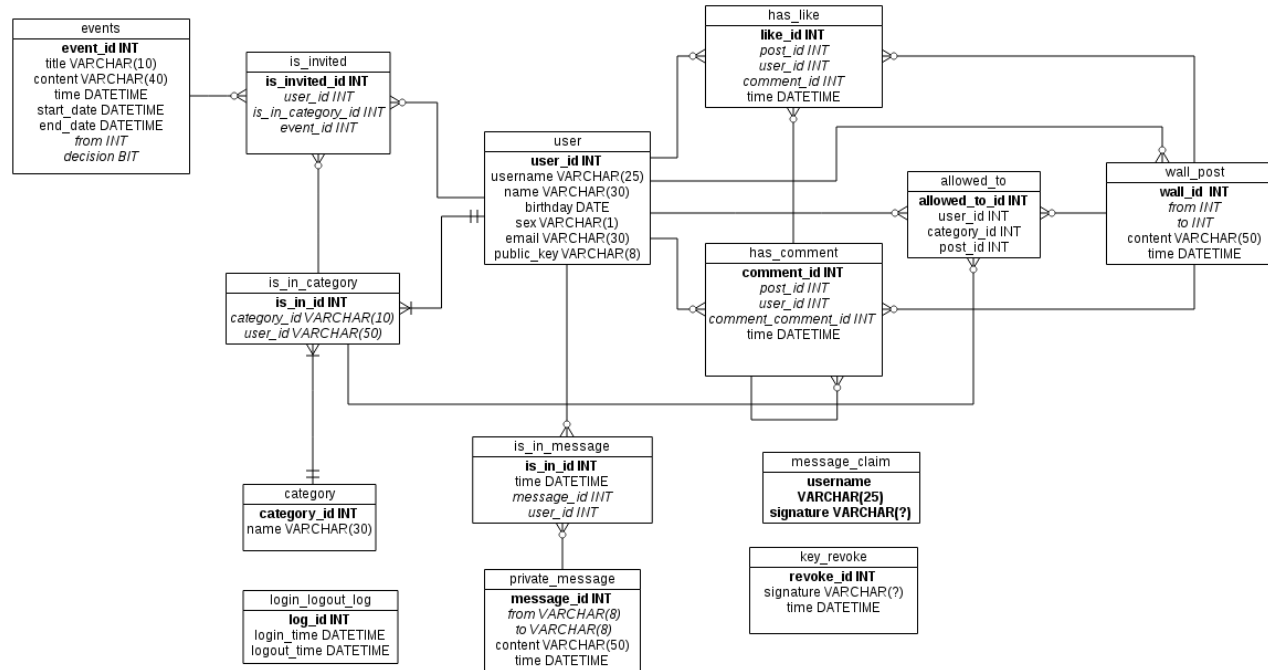 events
event_id INT
title VARCHAR(10)
content VARCHAR(40)
time DATETIME
start_date DATETIME
end_date DATETIME
from INT
decision BIT
is_invited
is_invited_id INT
user_id INT
is_in_category_id INT
event_id INT
has_like
like_id INT
post_id INT
user_id INT
comment_id INT
time DATETIME
user
user_id INT
username VARCHAR(25)
name VARCHAR(30)
birthday DATE
sex VARCHAR(1)
email VARCHAR(30)
public_key VARCHAR(8)
allowed_to
allowed_to_id INT
user_id INT
category_id INT
post_id INT
wall_post
wall_id INT
from INT
to INT
content VARCHAR(50)
time DATETIME
has_comment
comment_id INT
post_id INT
user_id INT
comment_comment_id INT
time DATETIME
is_in_category
is_in_id INT
category_id VARCHAR(10)
user_id VARCHAR(50)
is_in_message
is_in_id INT
time DATETIME
message_id INT
user_id INT
message_claim
username
VARCHAR(25)
signature VARCHAR(?)
category
category_id INT
name VARCHAR(30)
key_revoke
revoke_id INT
signature VARCHAR(?)
time DATETIME
private_message
message_id INT
from VARCHAR(8)
to VARCHAR(8)
content VARCHAR(50)
time DATETIME
login_logout_log
log_id INT
login_time DATETIME
logout_time DATETIME